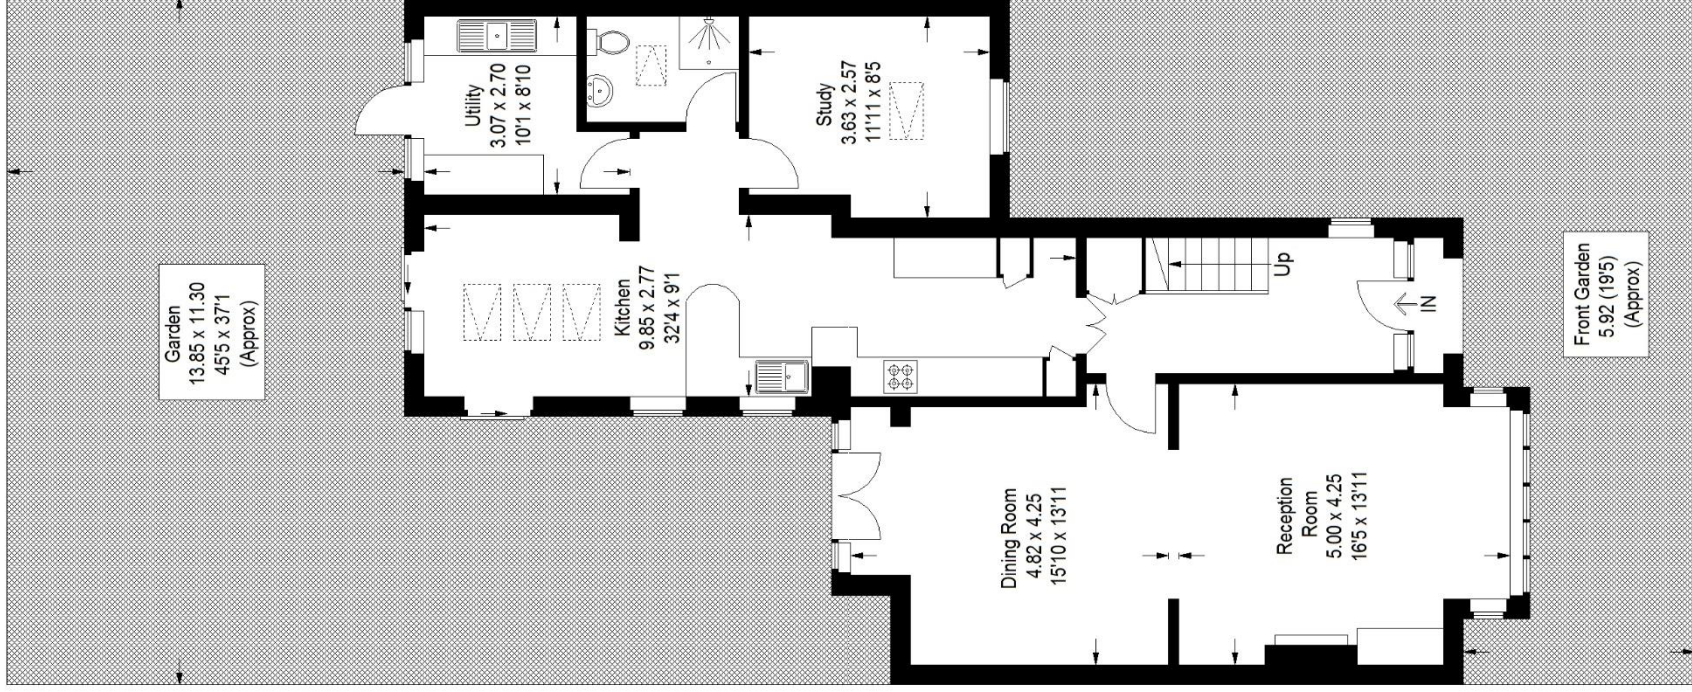 Garden
13.85 x 11.30
45'5 x 37'1
(Approx)
Utility
3.07 x 2.70
10'1 x 8'10
Study
3.63 x 2.57
11'11 x 8'5
Kitchen
9.85 x 2.77
32'4 x 9'1
Up
IN
Dining Room
4.82 x 4.25
15'10 x 13'11
Reception
Room
5.00 x 4.25
16'5 x 13'11
Front Garden
5.92 (19'5)
(Approx)